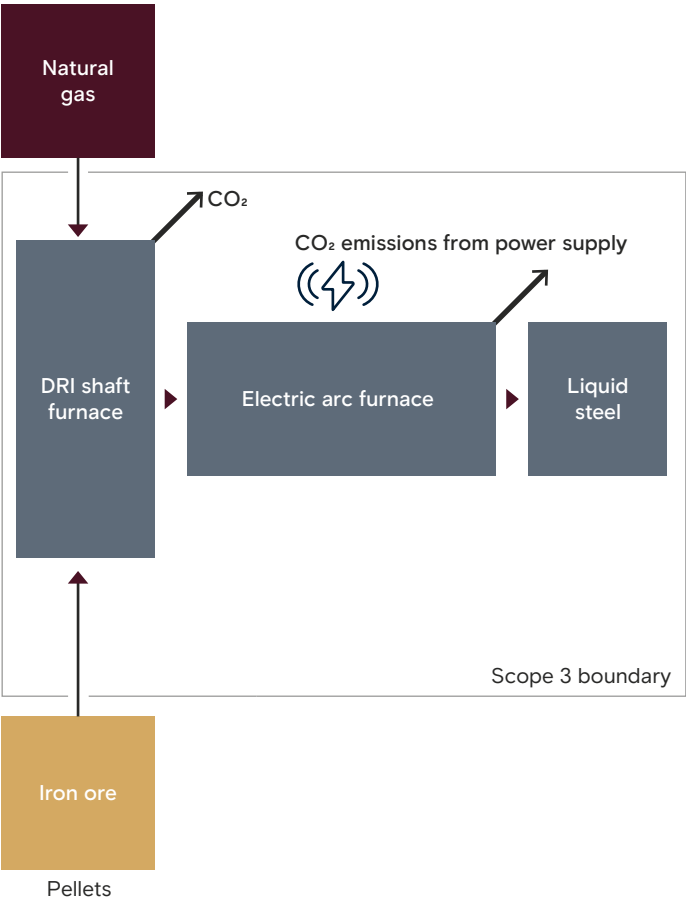 Natural
gas
CO₂
CO₂ emissions from power supply
DRI shaft
furnace
Electric arc furnace
Liquid
steel
Scope 3 boundary
Iron ore
Pellets